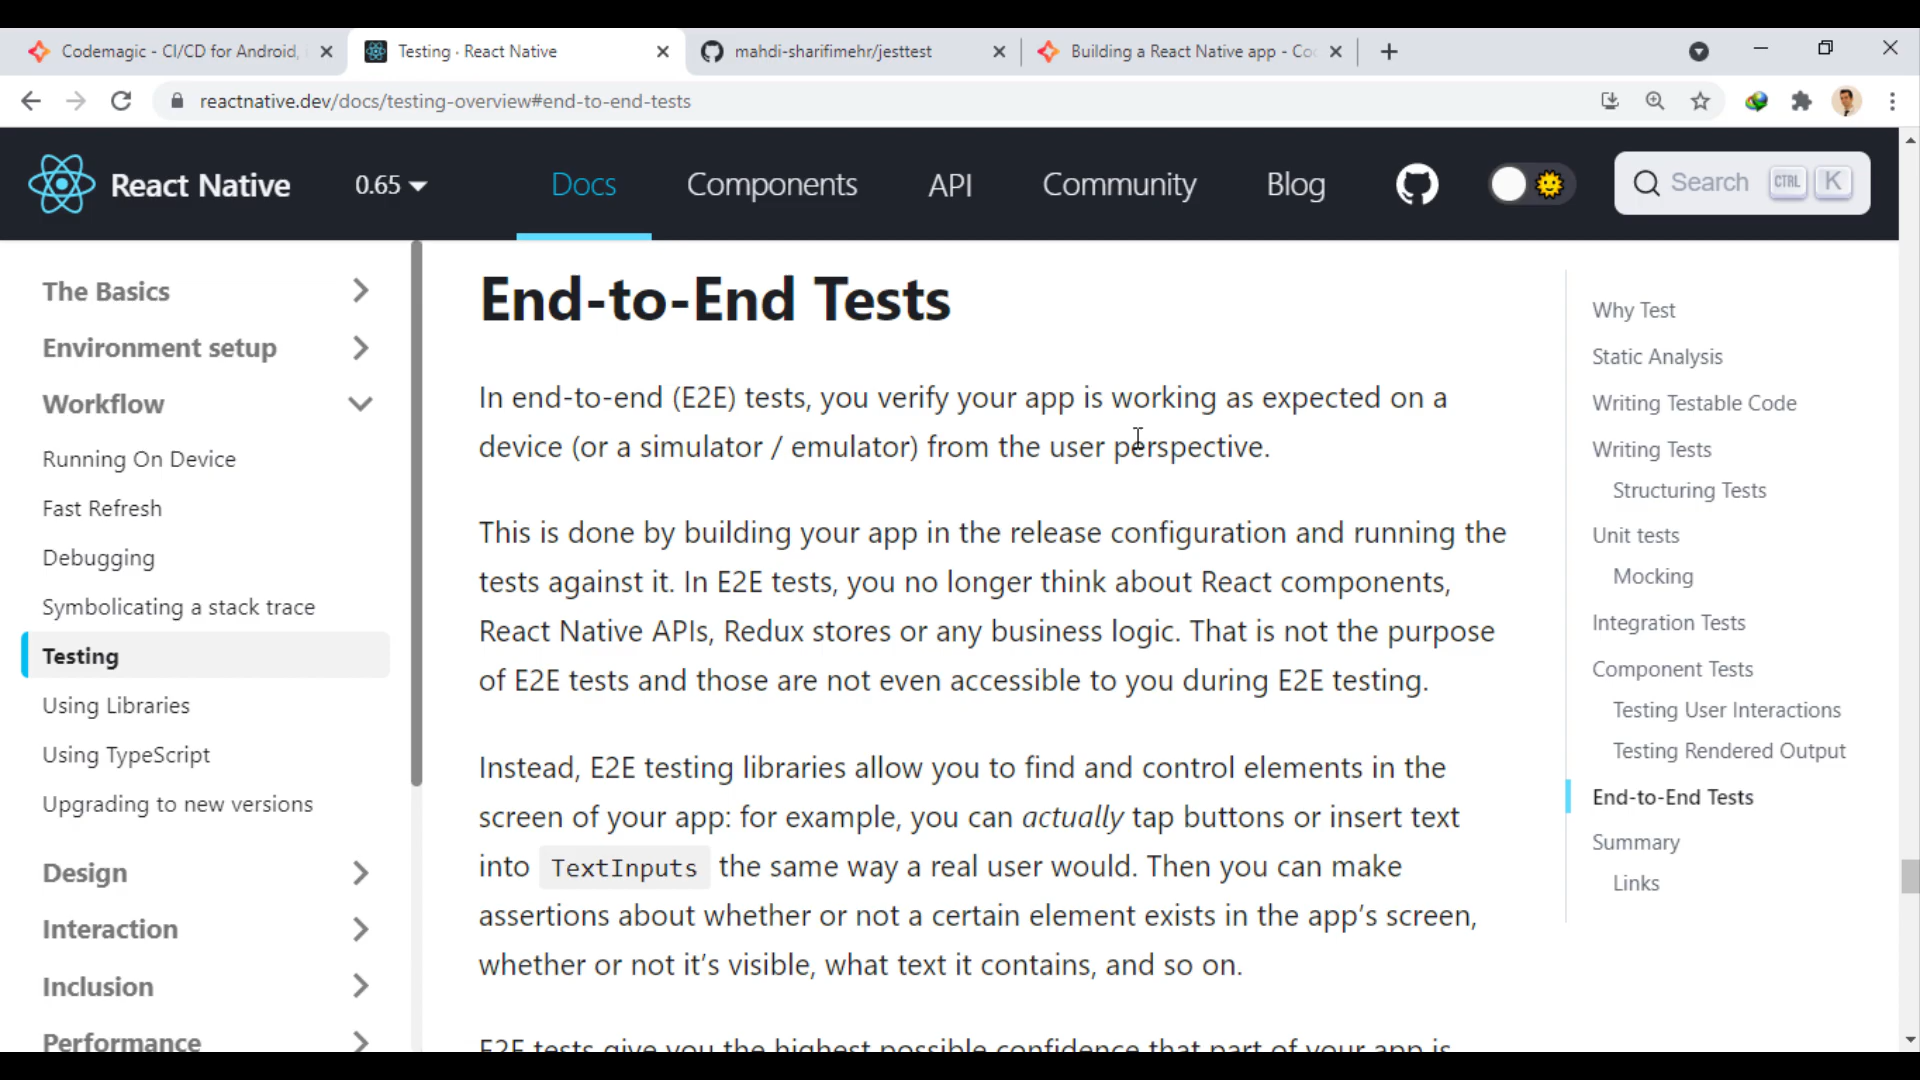 Codemagic - CI/CD for Android,
Testing · React Native
mahdi-sharifimehr/jesttest
Building a React Native app - Co
reactnative.dev/docs/testing-overview#end-to-end-tests
React Native
0.65
Docs
Components
API
Community
Blog
Search
CTRL
K
The Basics
Environment setup
Workflow
Running On Device
Fast Refresh
Debugging
Symbolicating a stack trace
Testing
Using Libraries
Using TypeScript
Upgrading to new versions
Design
Interaction
Inclusion
Performance
End-to-End Tests
In end-to-end (E2E) tests, you verify your app is working as expected on a
device (or a simulator / emulator) from the user perspective.
This is done by building your app in the release configuration and running the
tests against it. In E2E tests, you no longer think about React components,
React Native APIs, Redux stores or any business logic. That is not the purpose
of E2E tests and those are not even accessible to you during E2E testing.
Instead, E2E testing libraries allow you to find and control elements in the
screen of your app: for example, you can actually tap buttons or insert text
into TextInputs the same way a real user would. Then you can make
assertions about whether or not a certain element exists in the app’s screen,
whether or not it’s visible, what text it contains, and so on.
E2E tests give you the highest possible confidence that part of your app is
Why Test
Static Analysis
Writing Testable Code
Writing Tests
Structuring Tests
Unit tests
Mocking
Integration Tests
Component Tests
Testing User Interactions
Testing Rendered Output
End-to-End Tests
Summary
Links